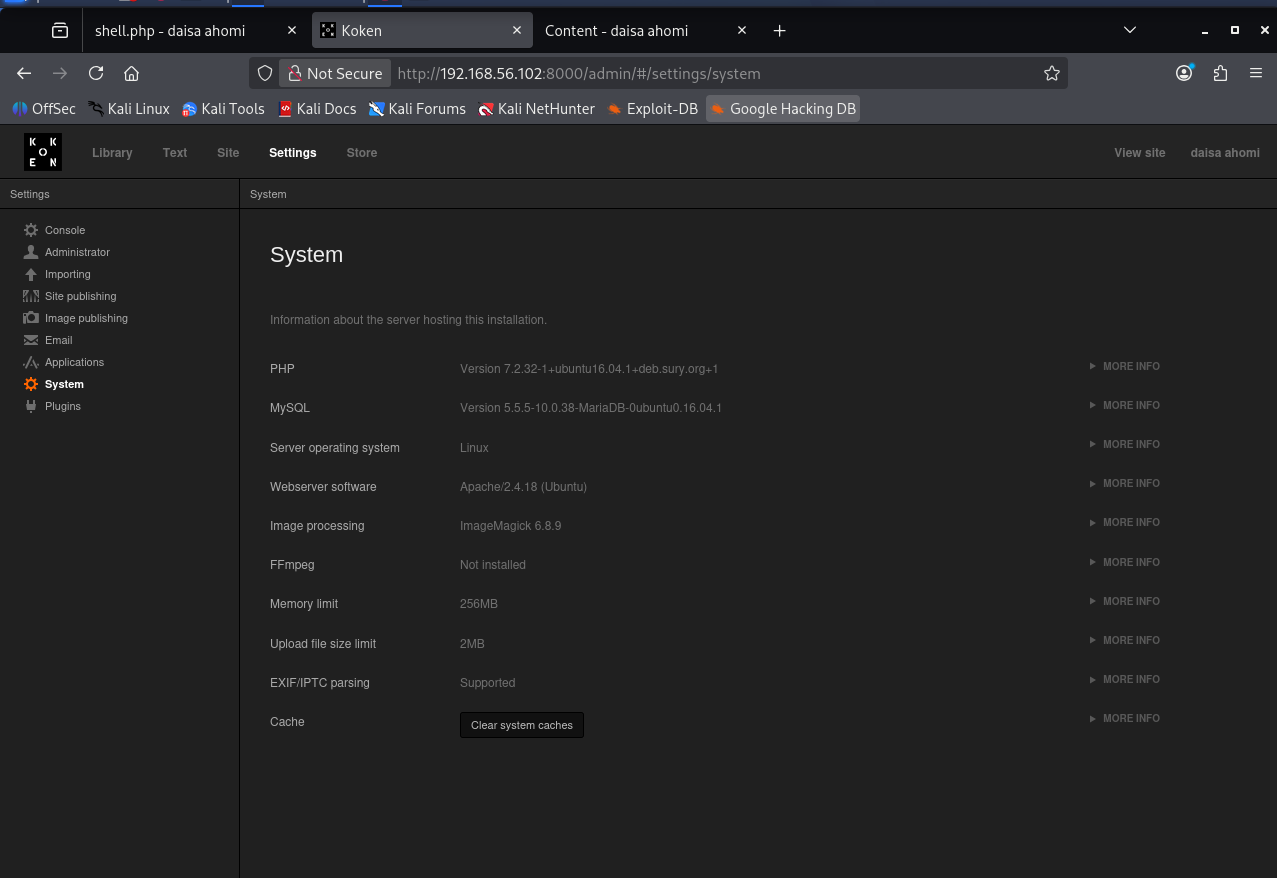 shell.php - daisa ahomi
Koken
Content - daisa ahomi
Not Secure
http://192.168.56.102:8000/admin/#/settings/system
OffSec
Kali Linux
Kali Tools
Kali Docs
Kali Forums
Kali NetHunter
Exploit-DB
Google Hacking DB
K K
O
E N
Library
Text
Site
Settings
Store
View site
daisa ahomi
Settings
System
Console
Administrator
Importing
Site publishing
Image publishing
Email
Applications
System
Plugins
System
Information about the server hosting this installation.
PHP Version 7.2.32-1+ubuntu16.04.1+deb.sury.org+1 MORE INFO
MySQL Version 5.5.5-10.0.38-MariaDB-0ubuntu0.16.04.1 MORE INFO
Server operating system Linux MORE INFO
Webserver software Apache/2.4.18 (Ubuntu) MORE INFO
Image processing ImageMagick 6.8.9 MORE INFO
FFmpeg Not installed MORE INFO
Memory limit 256MB MORE INFO
Upload file size limit 2MB MORE INFO
EXIF/IPTC parsing Supported MORE INFO
Cache Clear system caches MORE INFO